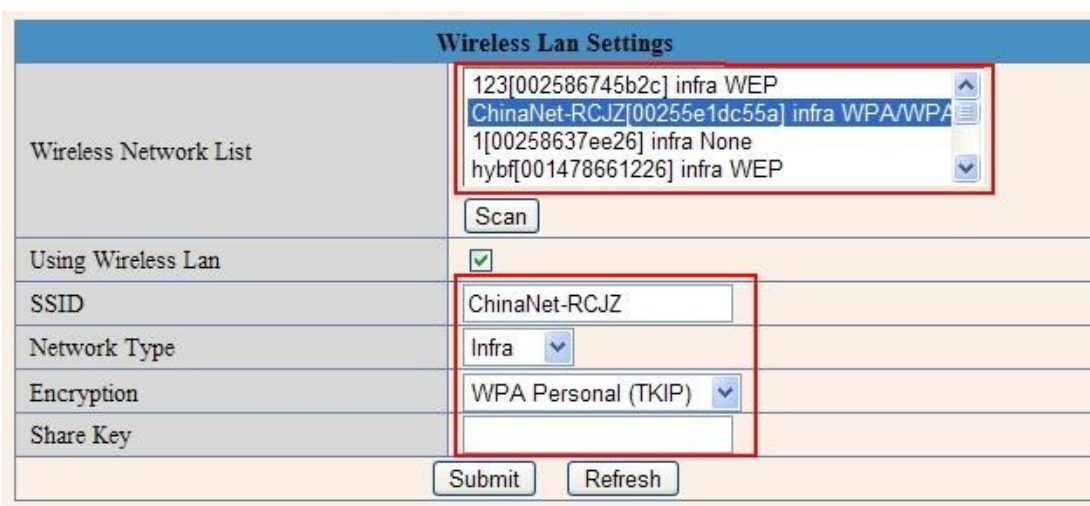 Wireless Lan Settings
Wireless Network List
123[002586745b2c] infra WEP
ChinaNet-RCJZ[00255e1dc55a] infra WPA/WPA
1[00258637ee26] infra None
hybf[001478661226] infra WEP
Scan
Using Wireless Lan
SSID ChinaNet-RCJZ
Network Type Infra
Encryption WPA Personal (TKIP)
Share Key
Submit Refresh